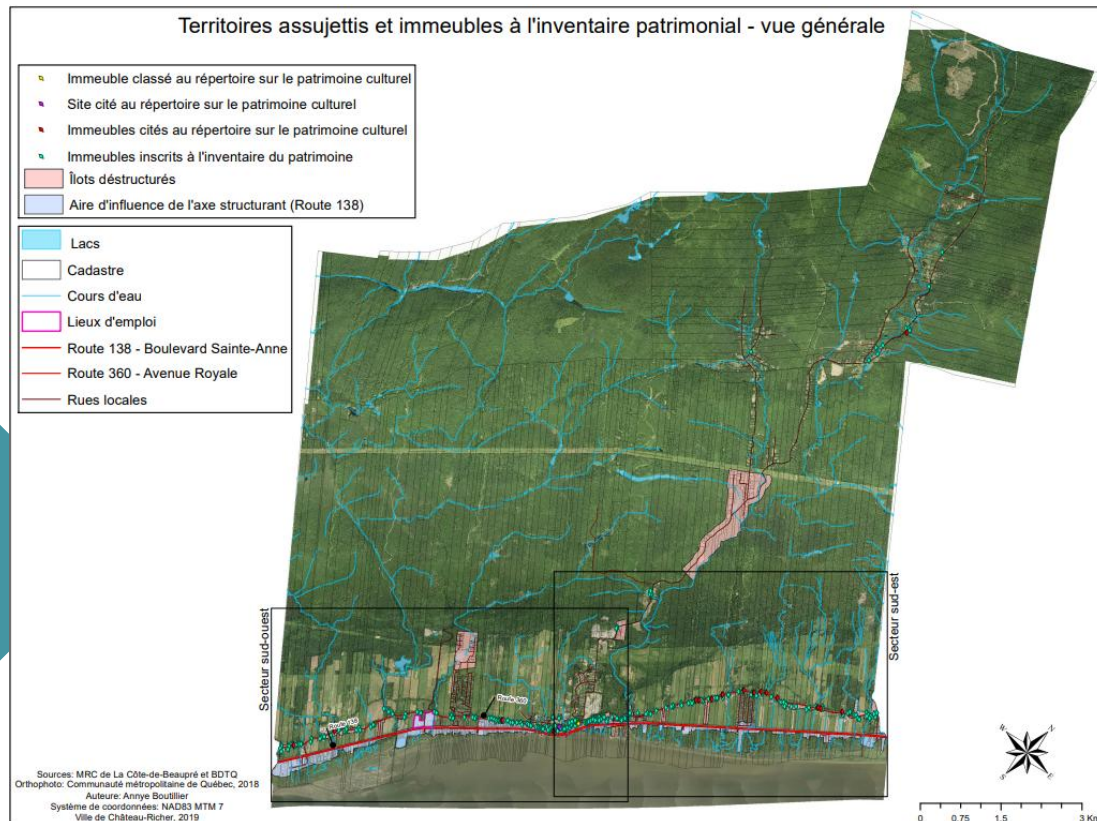 Territoires assujettis et immeubles à l'inventaire patrimonial - vue générale
Immeuble classé au répertoire sur le patrimoine culturel
Site cité au répertoire sur le patrimoine culturel
Immeubles cités au répertoire sur le patrimoine culturel
Immeubles inscrits à l'inventaire du patrimoine
Îlots déstructurés
Aire d'influence de l'axe structurant (Route 138)
Lacs
Cadastre
Cours d'eau
Lieux d'emploi
Route 138 - Boulevard Sainte-Anne
Route 360 - Avenue Royale
Rues locales
Secteur sud-ouest
Secteur sud-est
Route 138
Route 360
Sources: MRC de La Côte-de-Beaupré et BDTQ
Orthophoto: Communauté métropolitaine de Québec, 2018
Auteure: Annye Boutillier
Système de coordonnées: NAD83 MTM 7
Ville de Château-Richer, 2019
N
E
S
0 0.75 1.5 3 Km